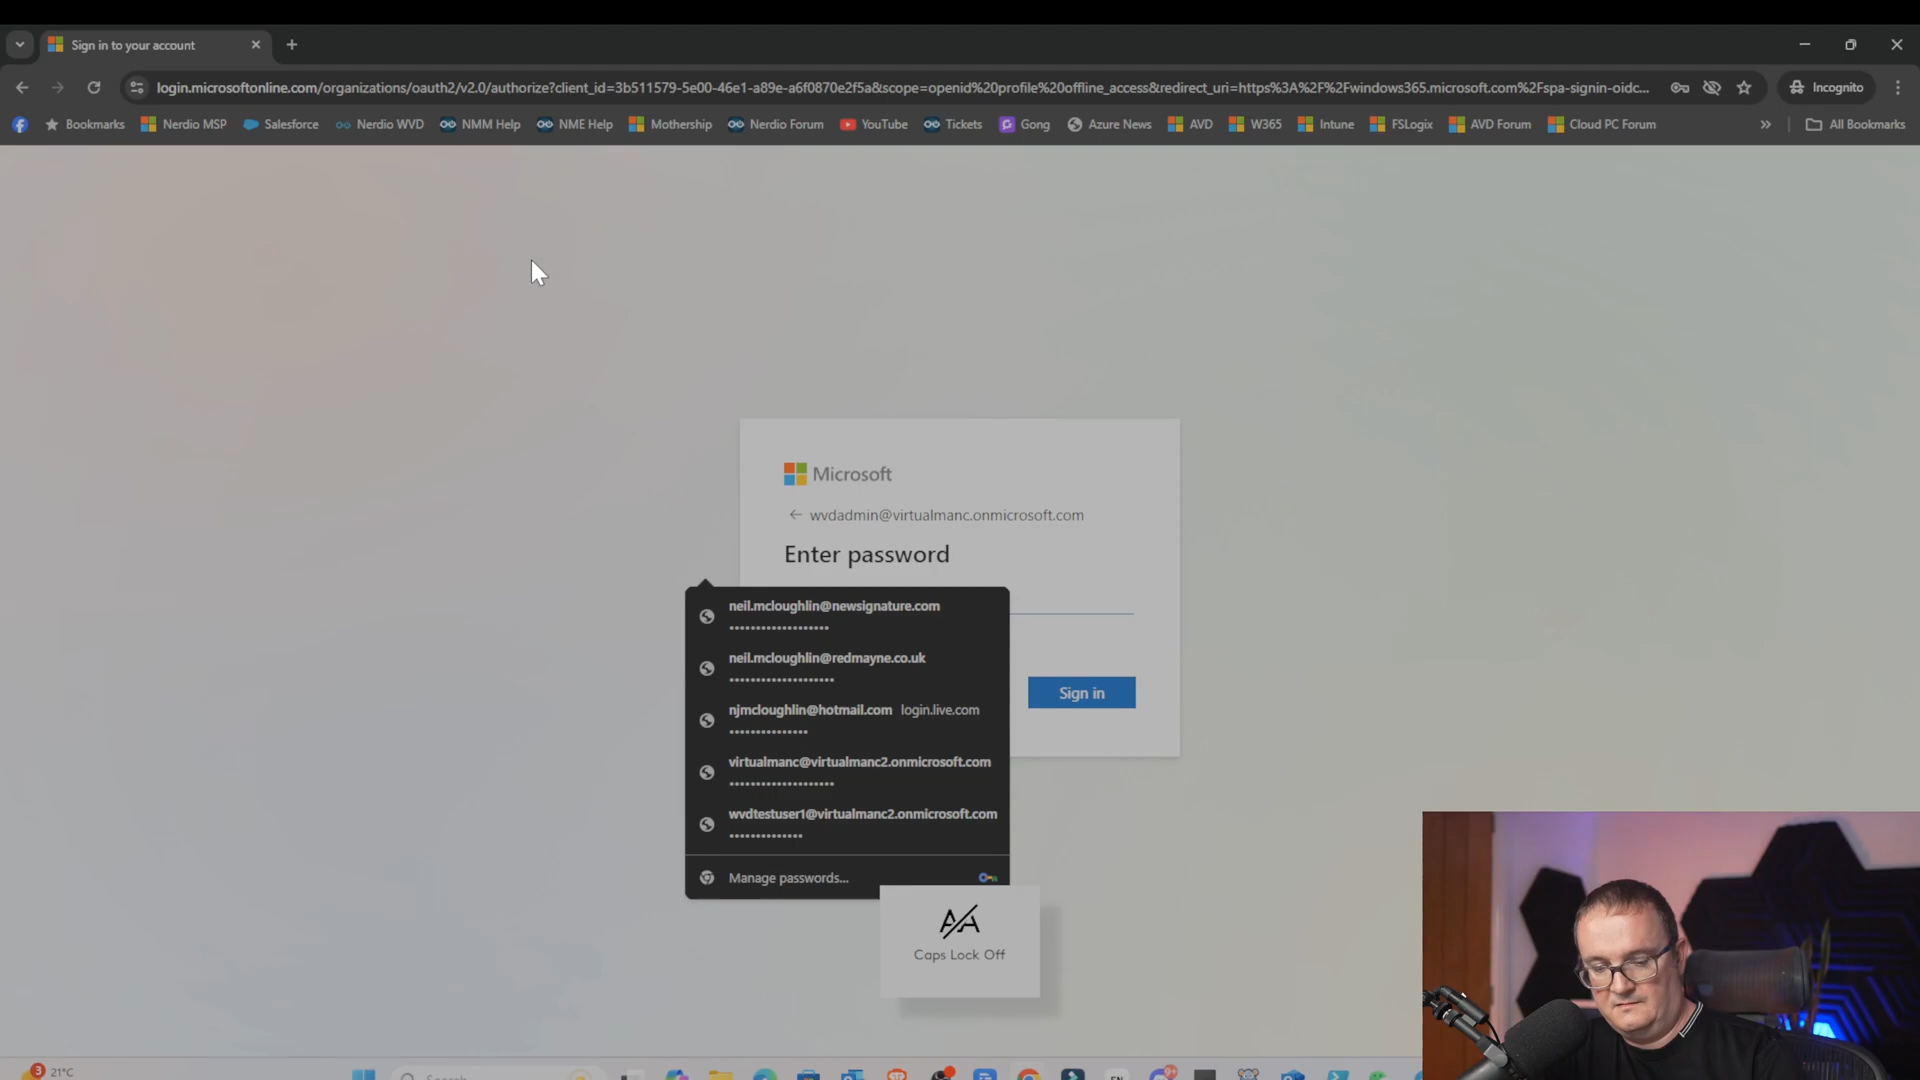 Sign in to your account
login.microsoftonline.com/organizations/oauth2/v2.0/authorize?client_id=3b511579-5e00-46e1-a89e-a6f0870e2f5a&scope=openid%20profile%20offline_access&redirect_uri=https%3A%2F%2Fwindows365.microsoft.com%2Fspa-signin-oidc...
Incognito
Bookmarks
Nerdio MSP
Salesforce
Nerdio WVD
NMM Help
NME Help
Mothership
Nerdio Forum
YouTube
Tickets
Gong
Azure News
AVD
W365
Intune
FSLogix
AVD Forum
Cloud PC Forum
All Bookmarks
Microsoft
wvdadmin@virtualmanc.onmicrosoft.com
Enter password
neil.mcloughlin@newsignature.com
neil.mcloughlin@redmayne.co.uk
njmcloughlin@hotmail.com login.live.com
virtualmanc@virtualmanc2.onmicrosoft.com
wvdtestuser1@virtualmanc2.onmicrosoft.com
Manage passwords...
Sign in
Caps Lock Off
3
21°C
Search